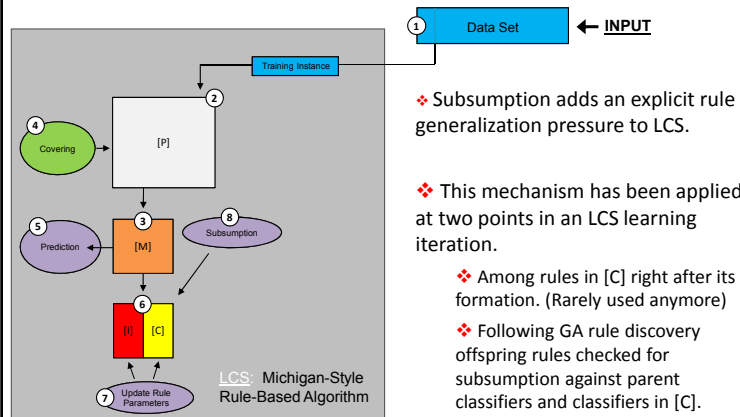 1
Data Set
INPUT
Training Instance
2
4
[P]
Covering
3
8
5
Prediction
[M]
Subsumption
6
[I] [C]
7
Update Rule
Parameters
LCS: Michigan-Style
Rule-Based Algorithm
❖ Subsumption adds an explicit rule
generalization pressure to LCS.
❖ This mechanism has been applied
at two points in an LCS learning
iteration.
❖ Among rules in [C] right after its
formation. (Rarely used anymore)
❖ Following GA rule discovery
offspring rules checked for
subsumption against parent
classifiers and classifiers in [C].